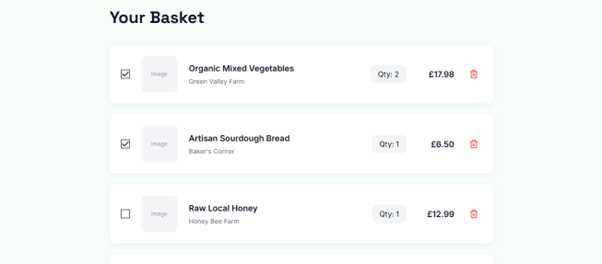 Your Basket
Image
Organic Mixed Vegetables
Green Valley Farm
Qty: 2
£17.98
Image
Artisan Sourdough Bread
Baker's Corner
Qty: 1
£6.50
Image
Raw Local Honey
Honey Bee Farm
Qty: 1
£12.99